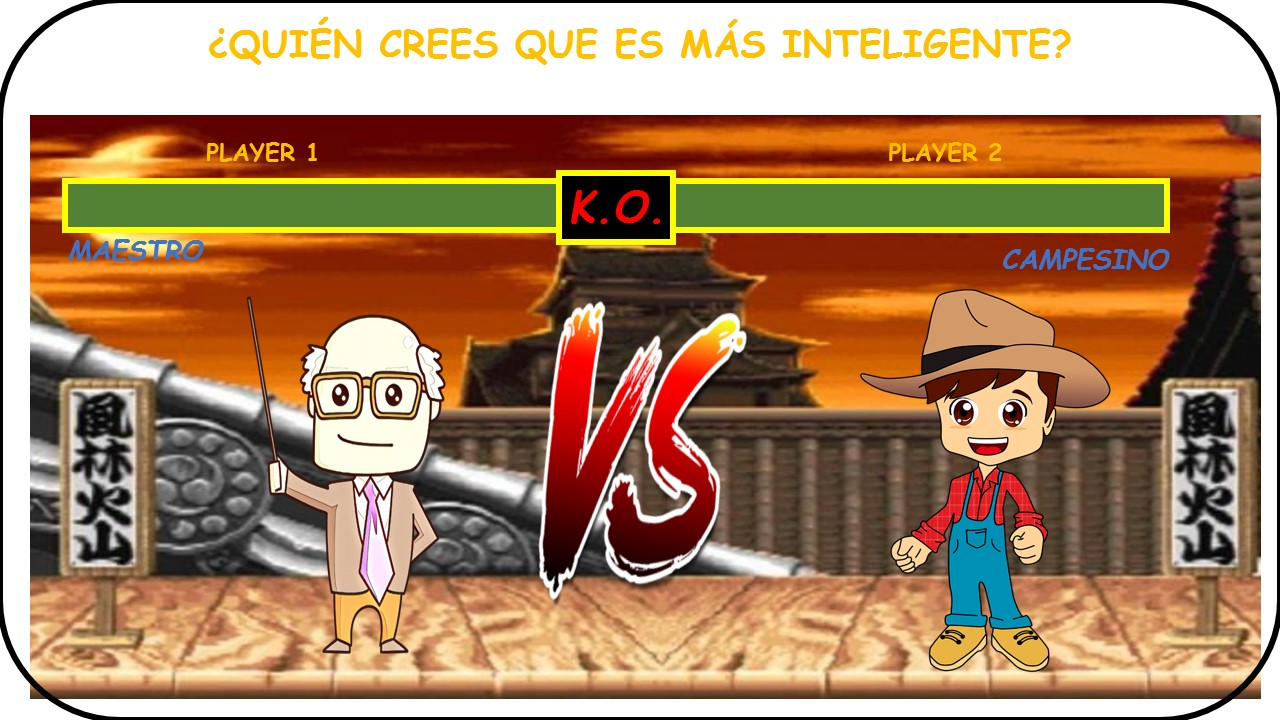 ¿QUIÉN CREES QUE ES MÁS INTELIGENTE?
PLAYER 1
PLAYER 2
K.O.
MAESTRO
CAMPESINO
VS
風林火山
風林火山